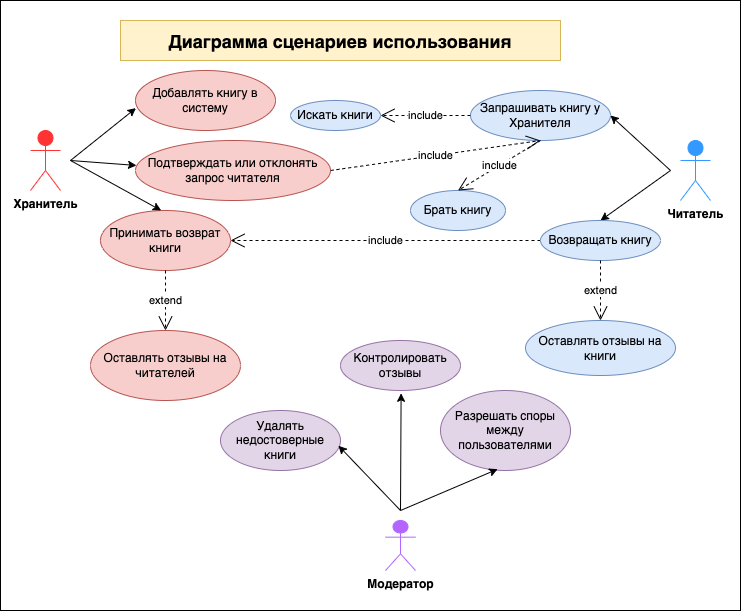 Диаграмма сценариев использования
Добавлять книгу в
систему
Искать книги
include
Запрашивать книгу у
Хранителя
Подтверждать или отклонять
запрос читателя
include
include
Хранитель
Читатель
Брать книгу
Принимать возврат
книги
include
Возвращать книгу
extend
extend
Оставлять отзывы на
читателей
Контролировать
отзывы
Оставлять отзывы на
книги
Удалять
недостоверные
книги
Разрешать споры
между
пользователями
Модератор